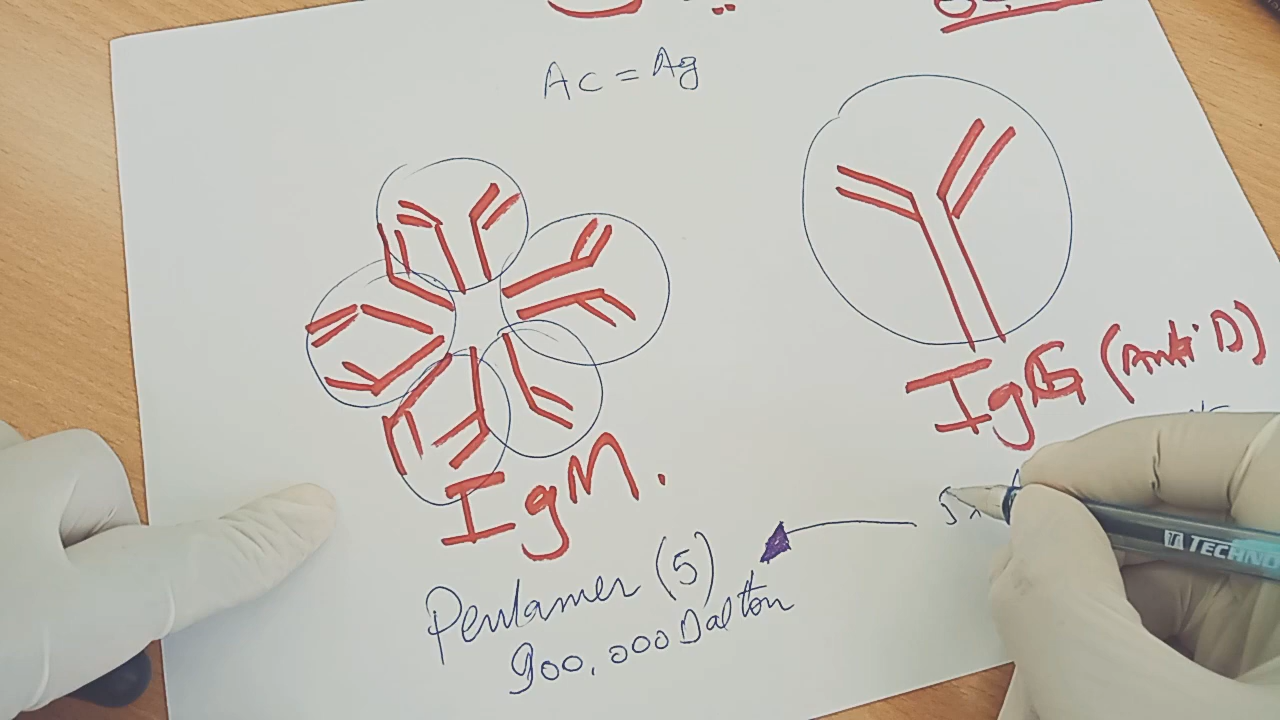 Ac = Ag
IgM.
IgG (Anti D)
Pentamer (5)
900,000 Dalton
TECHNO